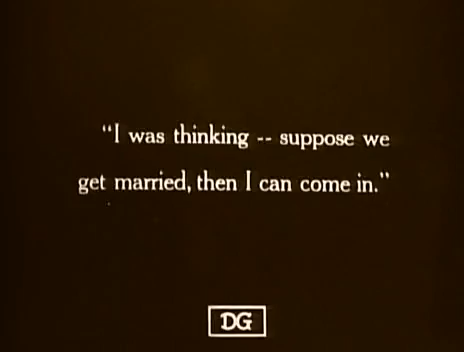 "I was thinking -- suppose we
get married, then I can come in."
DG